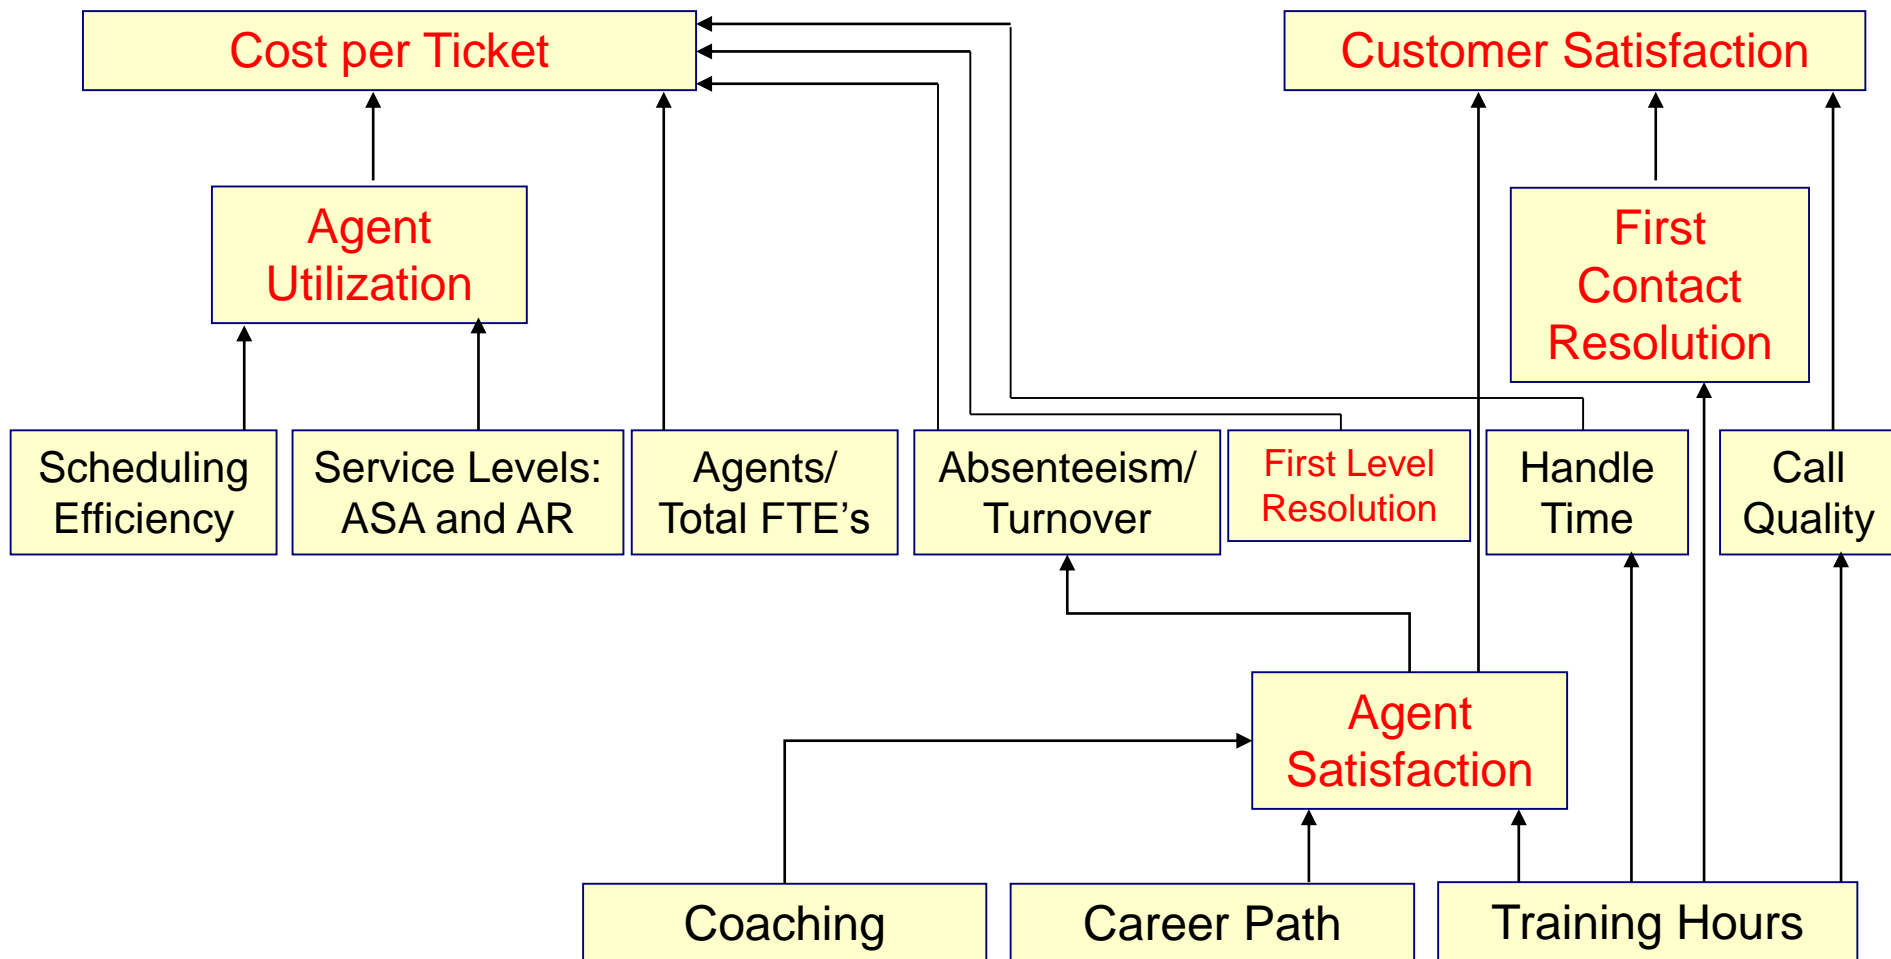 Cost per Ticket
Customer Satisfaction
Agent
Utilization
First
Contact
Resolution
Scheduling
Efficiency
Service Levels:
ASA and AR
Agents/
Total FTE’s
Absenteeism/
Turnover
First Level
Resolution
Handle
Time
Call
Quality
Agent
Satisfaction
Coaching
Career Path
Training Hours